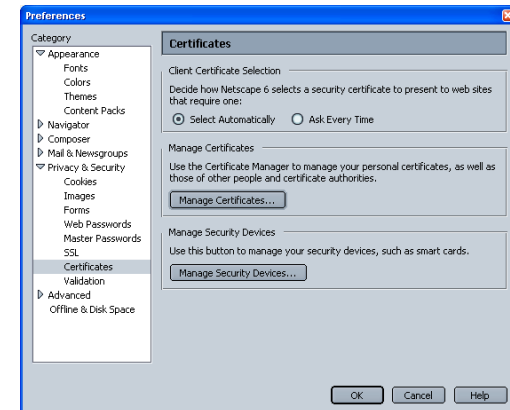 Preferences
Category
Appearance
Fonts
Colors
Themes
Content Packs
Navigator
Composer
Mail & Newsgroups
Privacy & Security
Cookies
Images
Forms
Web Passwords
Master Passwords
SSL
Certificates
Validation
Advanced
Offline & Disk Space
Certificates
Client Certificate Selection
Decide how Netscape 6 selects a security certificate to present to web sites
that require one:
Select Automatically Ask Every Time
Manage Certificates
Use the Certificate Manager to manage your personal certificates, as well as
those of other people and certificate authorities.
Manage Certificates...
Manage Security Devices
Use this button to manage your security devices, such as smart cards.
Manage Security Devices...
OK Cancel Help